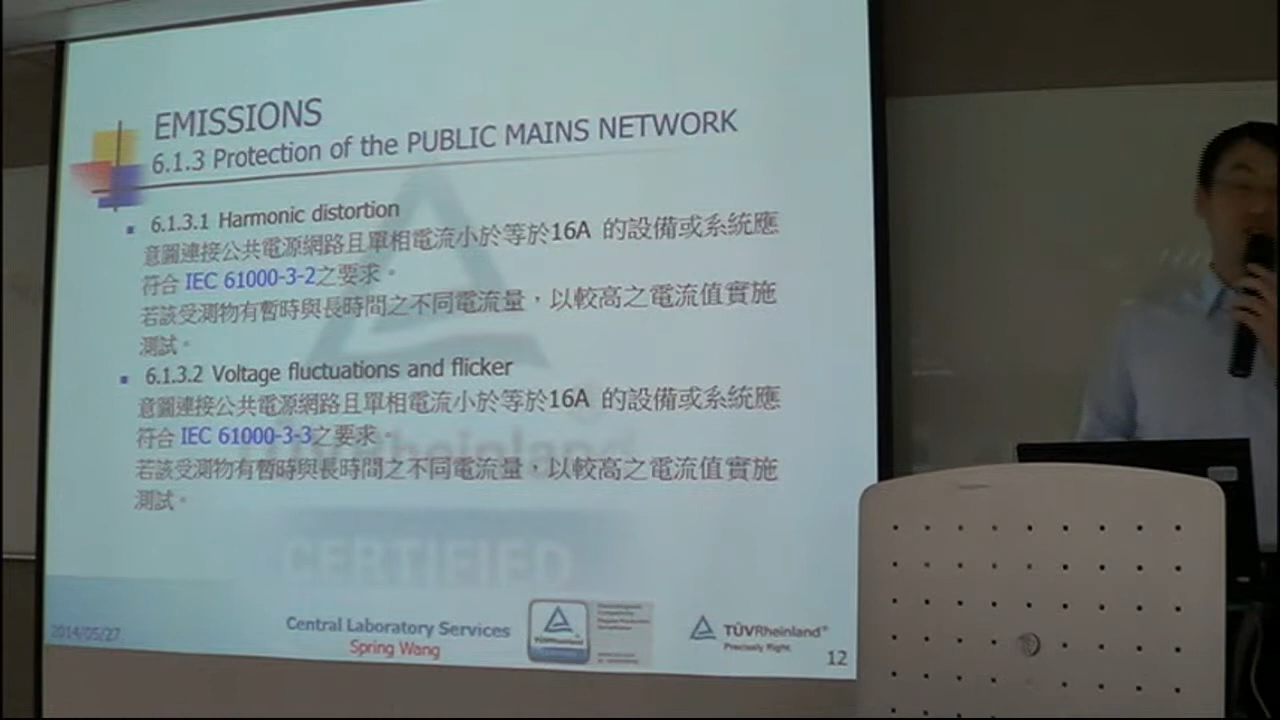 EMISSIONS
6.1.3 Protection of the PUBLIC MAINS NETWORK
6.1.3.1 Harmonic distortion
意圖連接公共電源網路且單相電流小於等於16A 的設備或系統應
符合 IEC 61000-3-2之要求。
若該受測物有暫時與長時間之不同電流量，以較高之電流值實施
測試。
6.1.3.2 Voltage fluctuations and flicker
意圖連接公共電源網路且單相電流小於等於16A 的設備或系統應
符合 IEC 61000-3-3之要求。
若該受測物有暫時與長時間之不同電流量，以較高之電流值實施
測試。
TÜVRheinland
CERTIFIED
2014/05/27
Central Laboratory Services
Spring Wang
TÜVRheinland
TÜVRheinland®
Precisely Right.
12